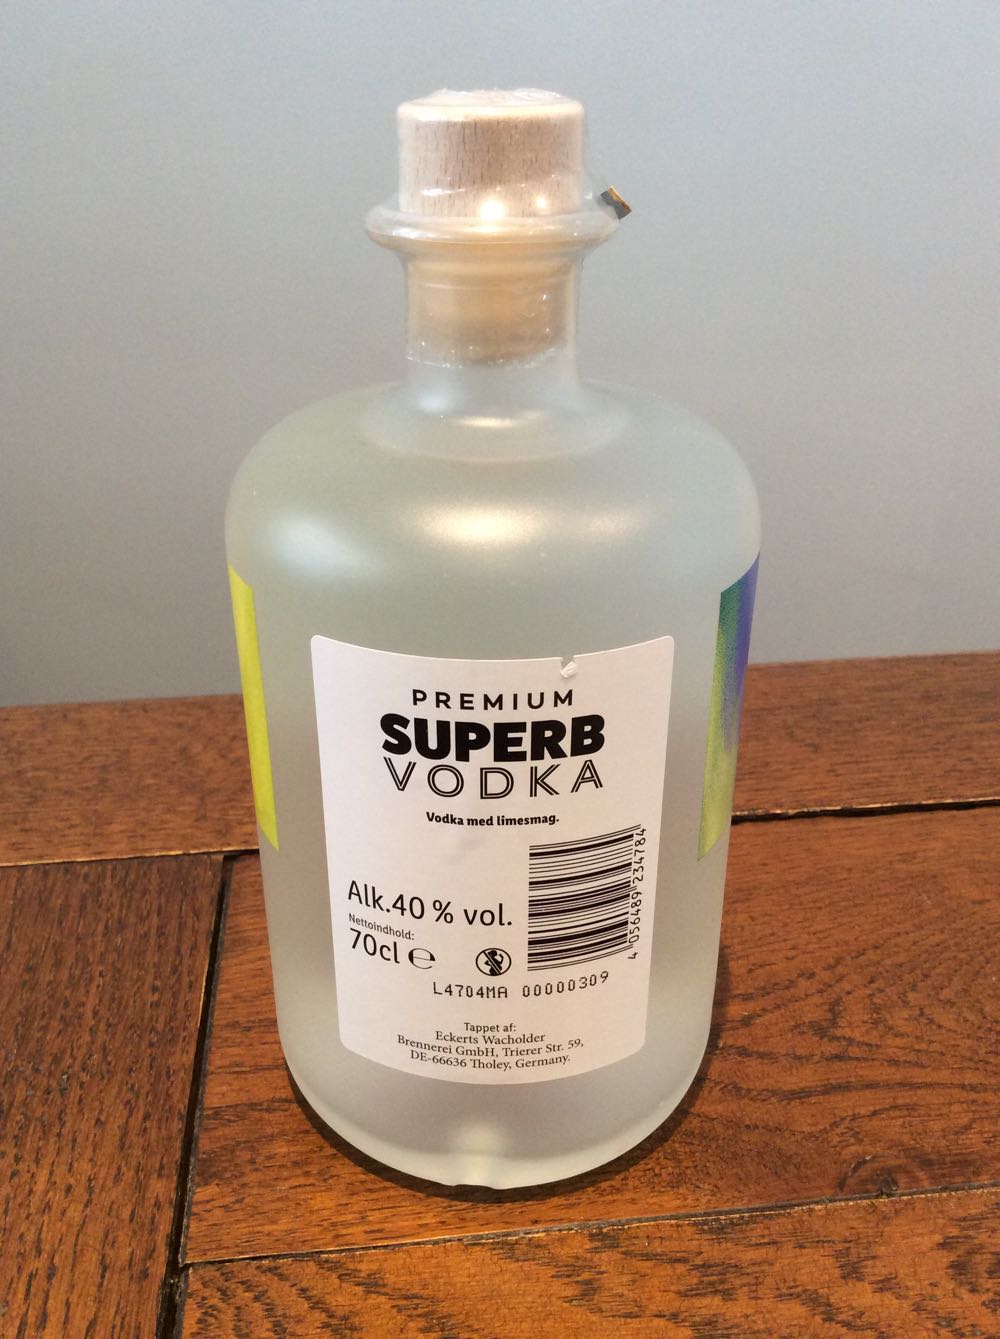 PREMIUM
SUPERB
VODKA
Vodka med limesmag.
Alk.40 % vol.
Nettoindhold:
70cl ℮
4 056489 234784
L4704MA 00000309
Tappet af:
Eckerts Wacholder
Brennerei GmbH, Trierer Str. 59,
DE-66636 Tholey, Germany.